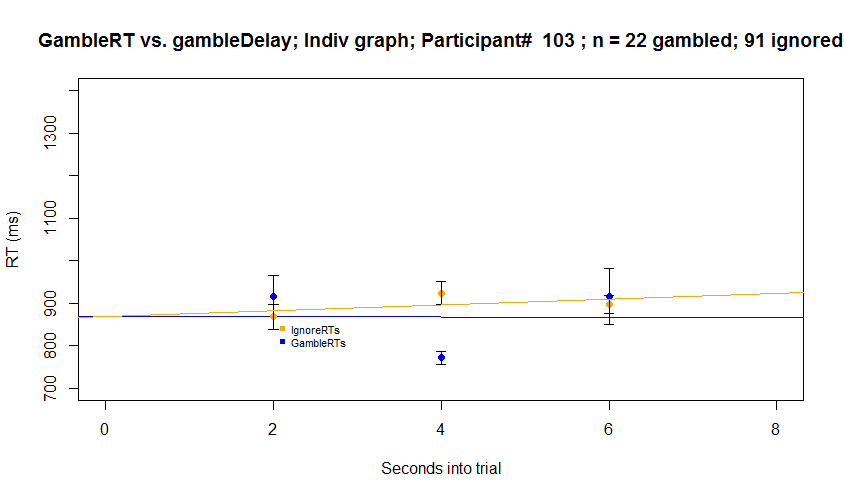 GambleRT vs. gambleDelay; Indiv graph; Participant#  103 ; n = 22 gambled; 91 ignored
RT (ms)
1300
1100
900
800
700
IgnoreRTs
GambleRTs
0 2 4 6 8
Seconds into trial